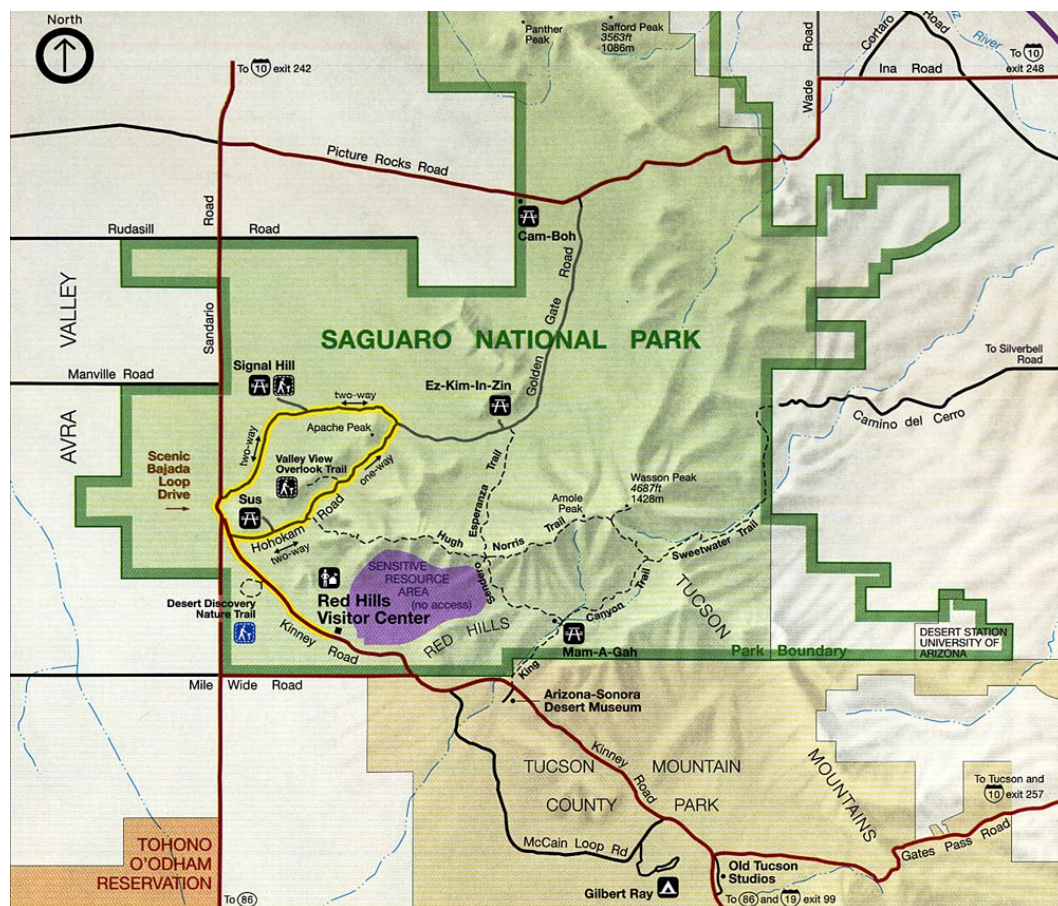 North
To 10 exit 242
Panther
Peak
Safford Peak
3563ft
1086m
Wade Road
Cortaro Road
River
To 10
exit 248
Ina Road
Picture Rocks Road
Cam-Boh
Rudasill Road
Sandario Road
AVRA VALLEY
SAGUARO NATIONAL PARK
Golden Gate Road
Manville Road
Signal Hill
two-way
Ez-Kim-In-Zin
To Silverbell
Road
Camino del Cerro
two-way
Apache Peak
Scenic
Bajada
Loop
Drive
Valley View
Overlook Trail
one-way
Sus
Hohokam Road
two-way
Sendero Esperanza Trail
Wasson Peak
4687ft
1428m
Amole
Peak
Hugh Norris Trail
Sweetwater Trail
SENSITIVE
RESOURCE
AREA
(no access)
Red Hills
Visitor Center
Desert Discovery
Nature Trail
Kinney Road
RED HILLS
King Canyon Trail
Mam-A-Gah
TUCSON MOUNTAINS
Park Boundary
DESERT STATION
UNIVERSITY OF
ARIZONA
Mile Wide Road
Arizona-Sonora
Desert Museum
Kinney Road
TUCSON MOUNTAIN
COUNTY PARK
McCain Loop Rd
To Tucson and
10 exit 257
Gates Pass Road
TOHONO
O'ODHAM
RESERVATION
Gilbert Ray
Old Tucson
Studios
To 86
To 86 and 19 exit 99